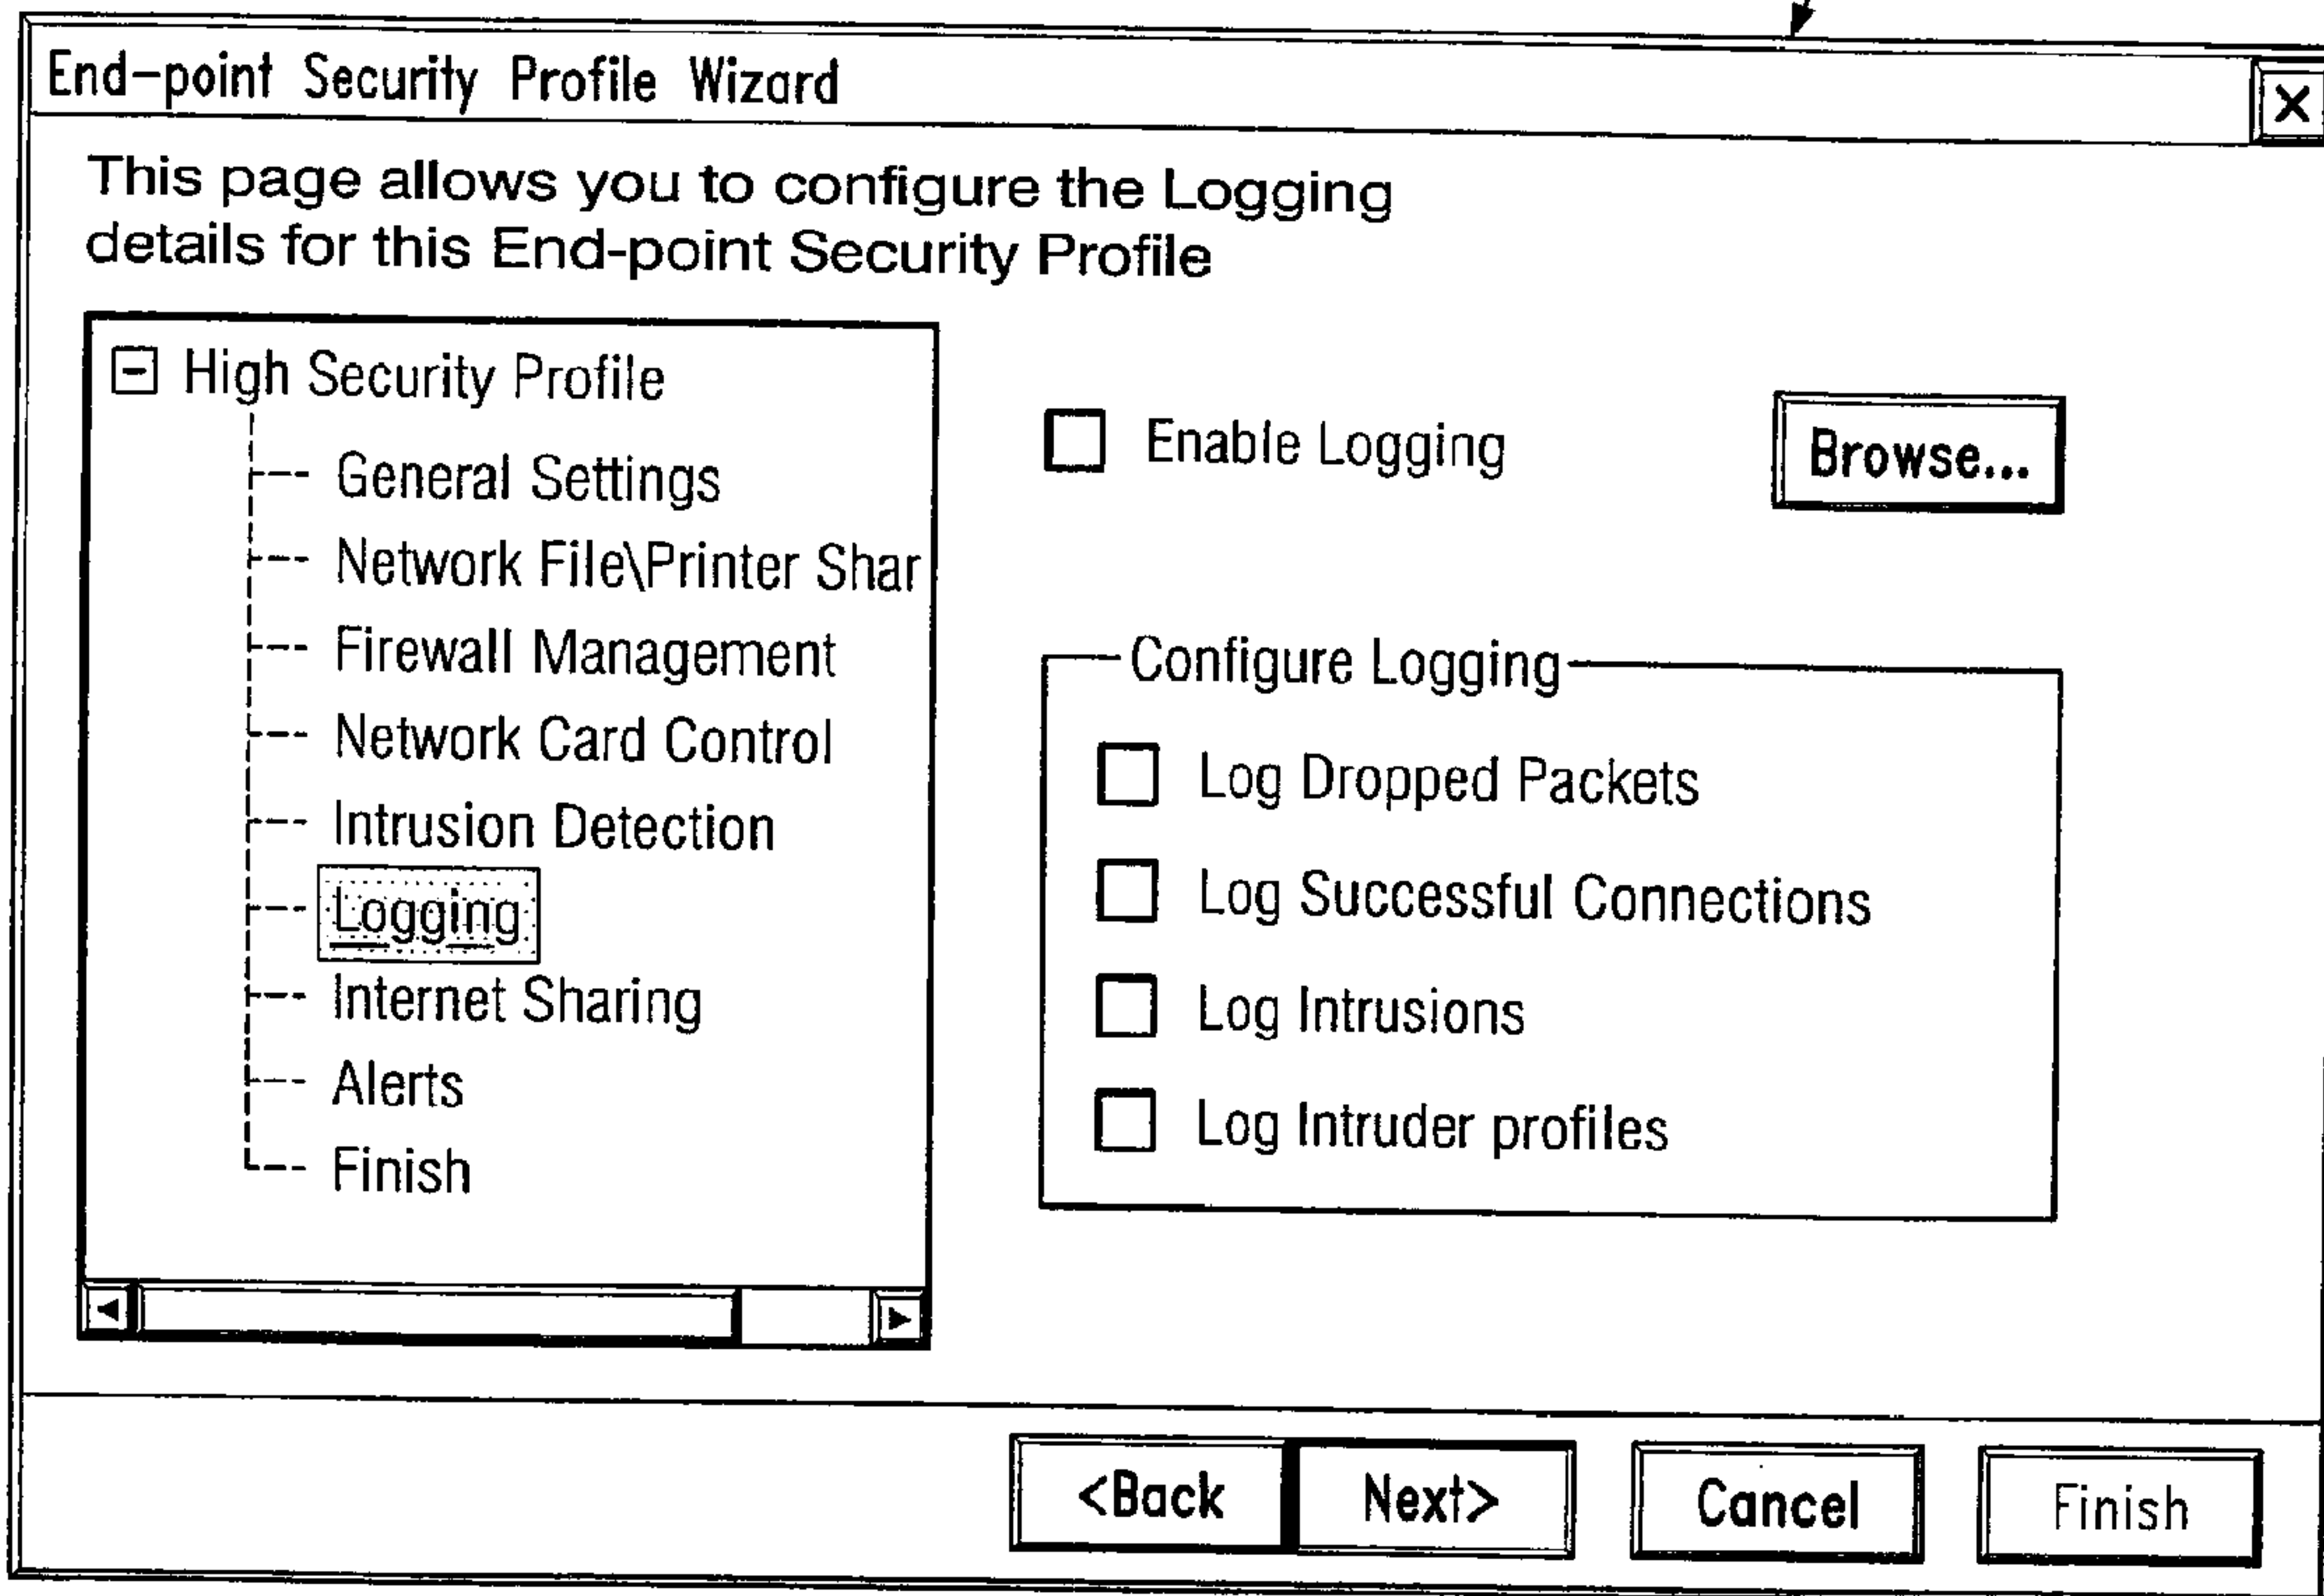 End-point Security Profile Wizard
This page allows you to configure the Logging
details for this End-point Security Profile
High Security Profile
General Settings
Network File\Printer Shar
Firewall Management
Network Card Control
Intrusion Detection
Logging
Internet Sharing
Alerts
Finish
Enable Logging
Browse...
Configure Logging
Log Dropped Packets
Log Successful Connections
Log Intrusions
Log Intruder profiles
<Back
Next>
Cancel
Finish